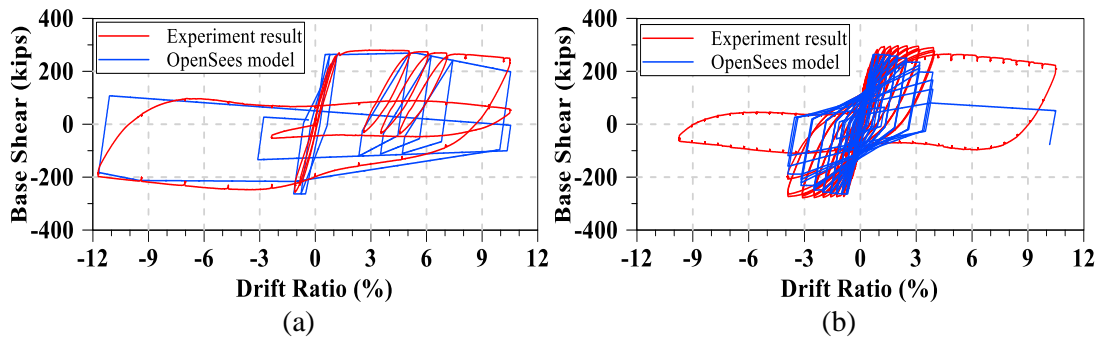 400
200
0
-200
-400
Base Shear (kips)
Experiment result
OpenSees model
-12 -9 -6 -3 0 3 6 9 12
Drift Ratio (%)
(a)
400
200
0
-200
-400
Base Shear (kips)
Experiment result
OpenSees model
-12 -9 -6 -3 0 3 6 9 12
Drift Ratio (%)
(b)